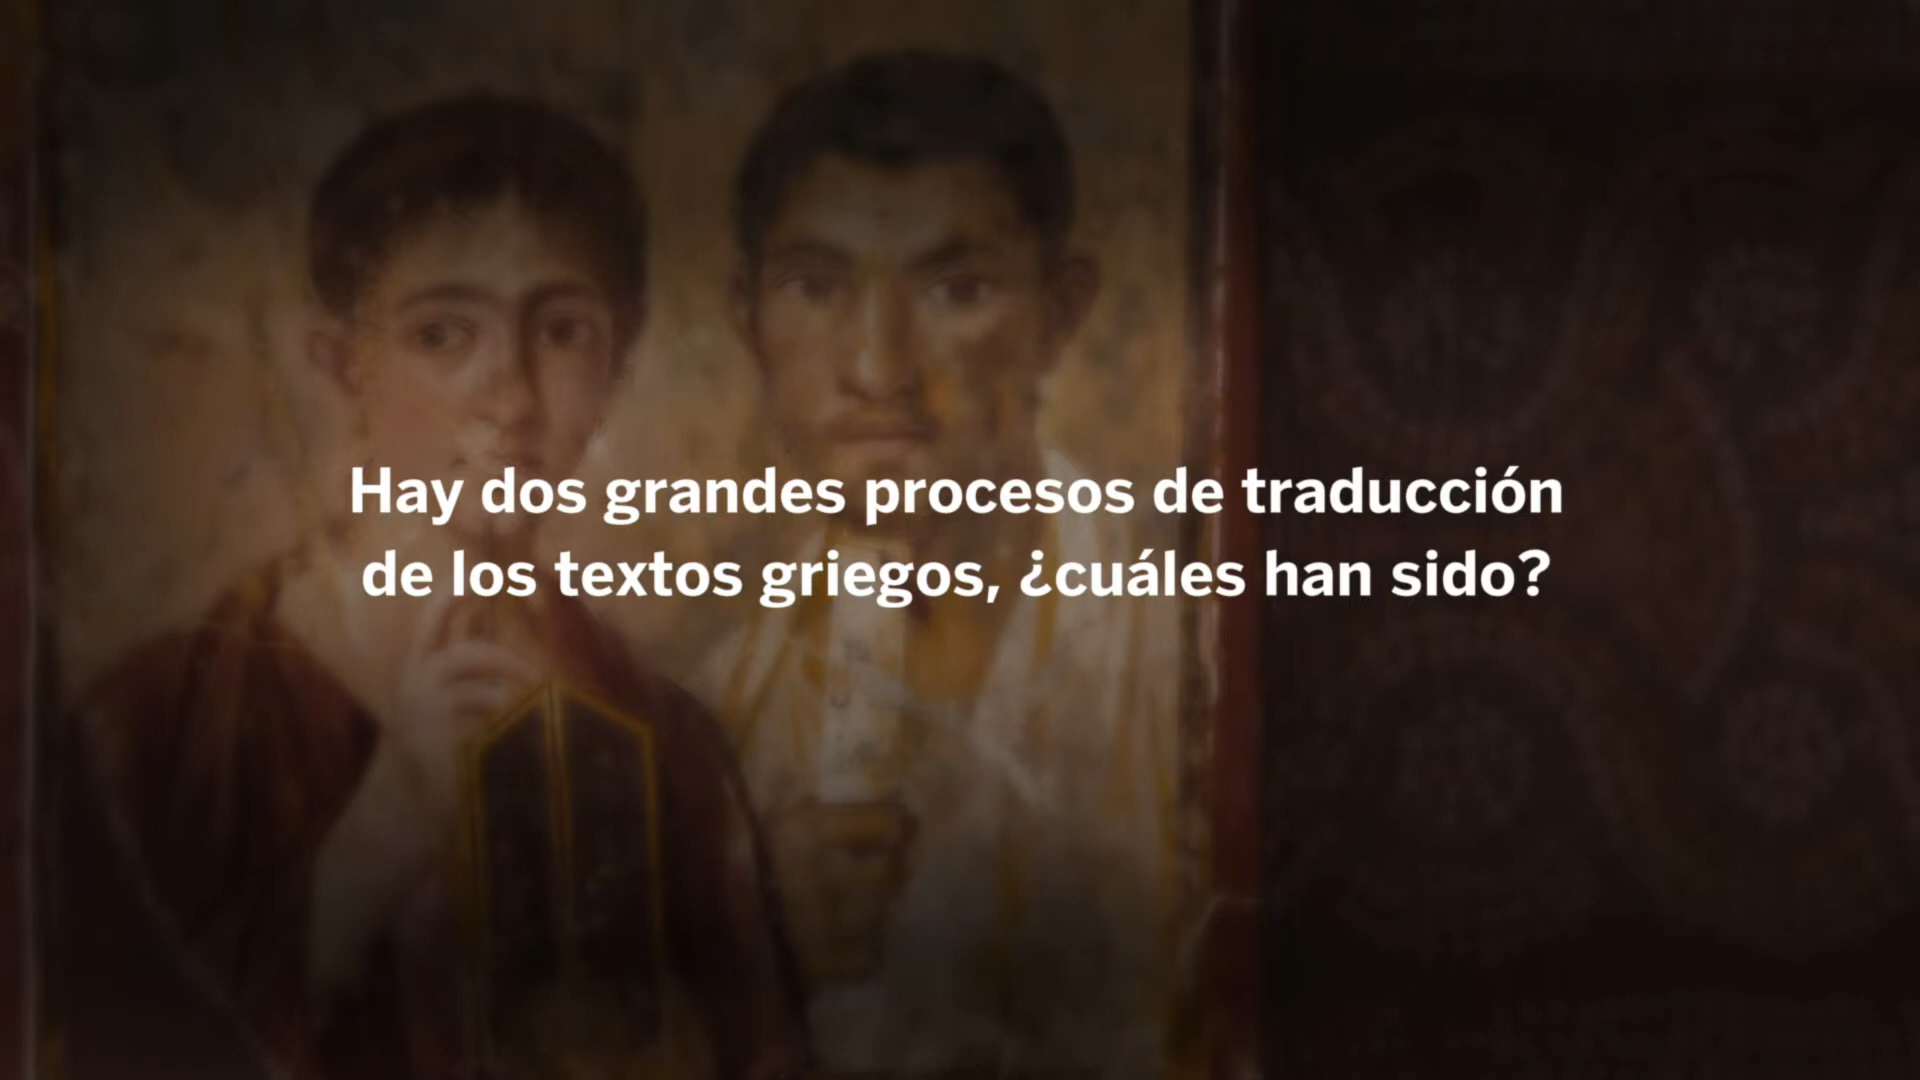 Hay dos grandes procesos de traducción
de los textos griegos, ¿cuáles han sido?